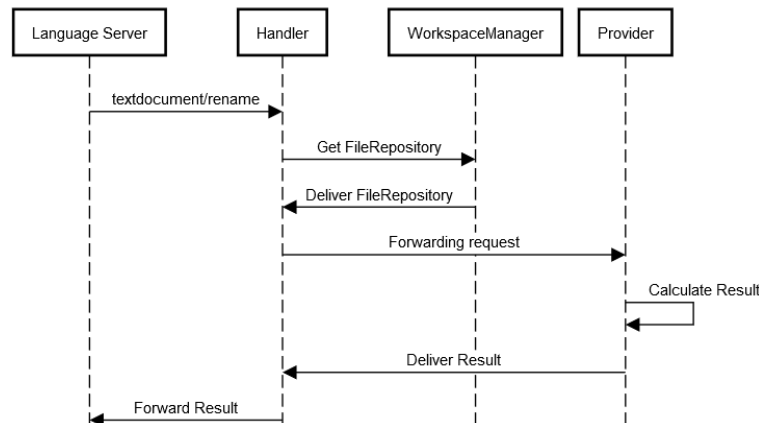 Language Server
Handler
WorkspaceManager
Provider
textdocument/rename
Get FileRepository
Deliver FileRepository
Forwarding request
Calculate Result
Deliver Result
Forward Result